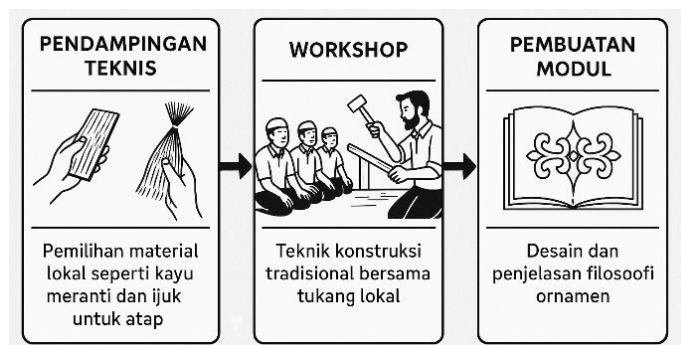 PENDAMPINGAN
TEKNIS
Pemilihan material
lokal seperti kayu
meranti dan ijuk
untuk atap
WORKSHOP
Teknik konstruksi
tradisional bersama
tukang lokal
PEMBUATAN
MODUL
Desain dan
penjelasan filosoofi
ornamen